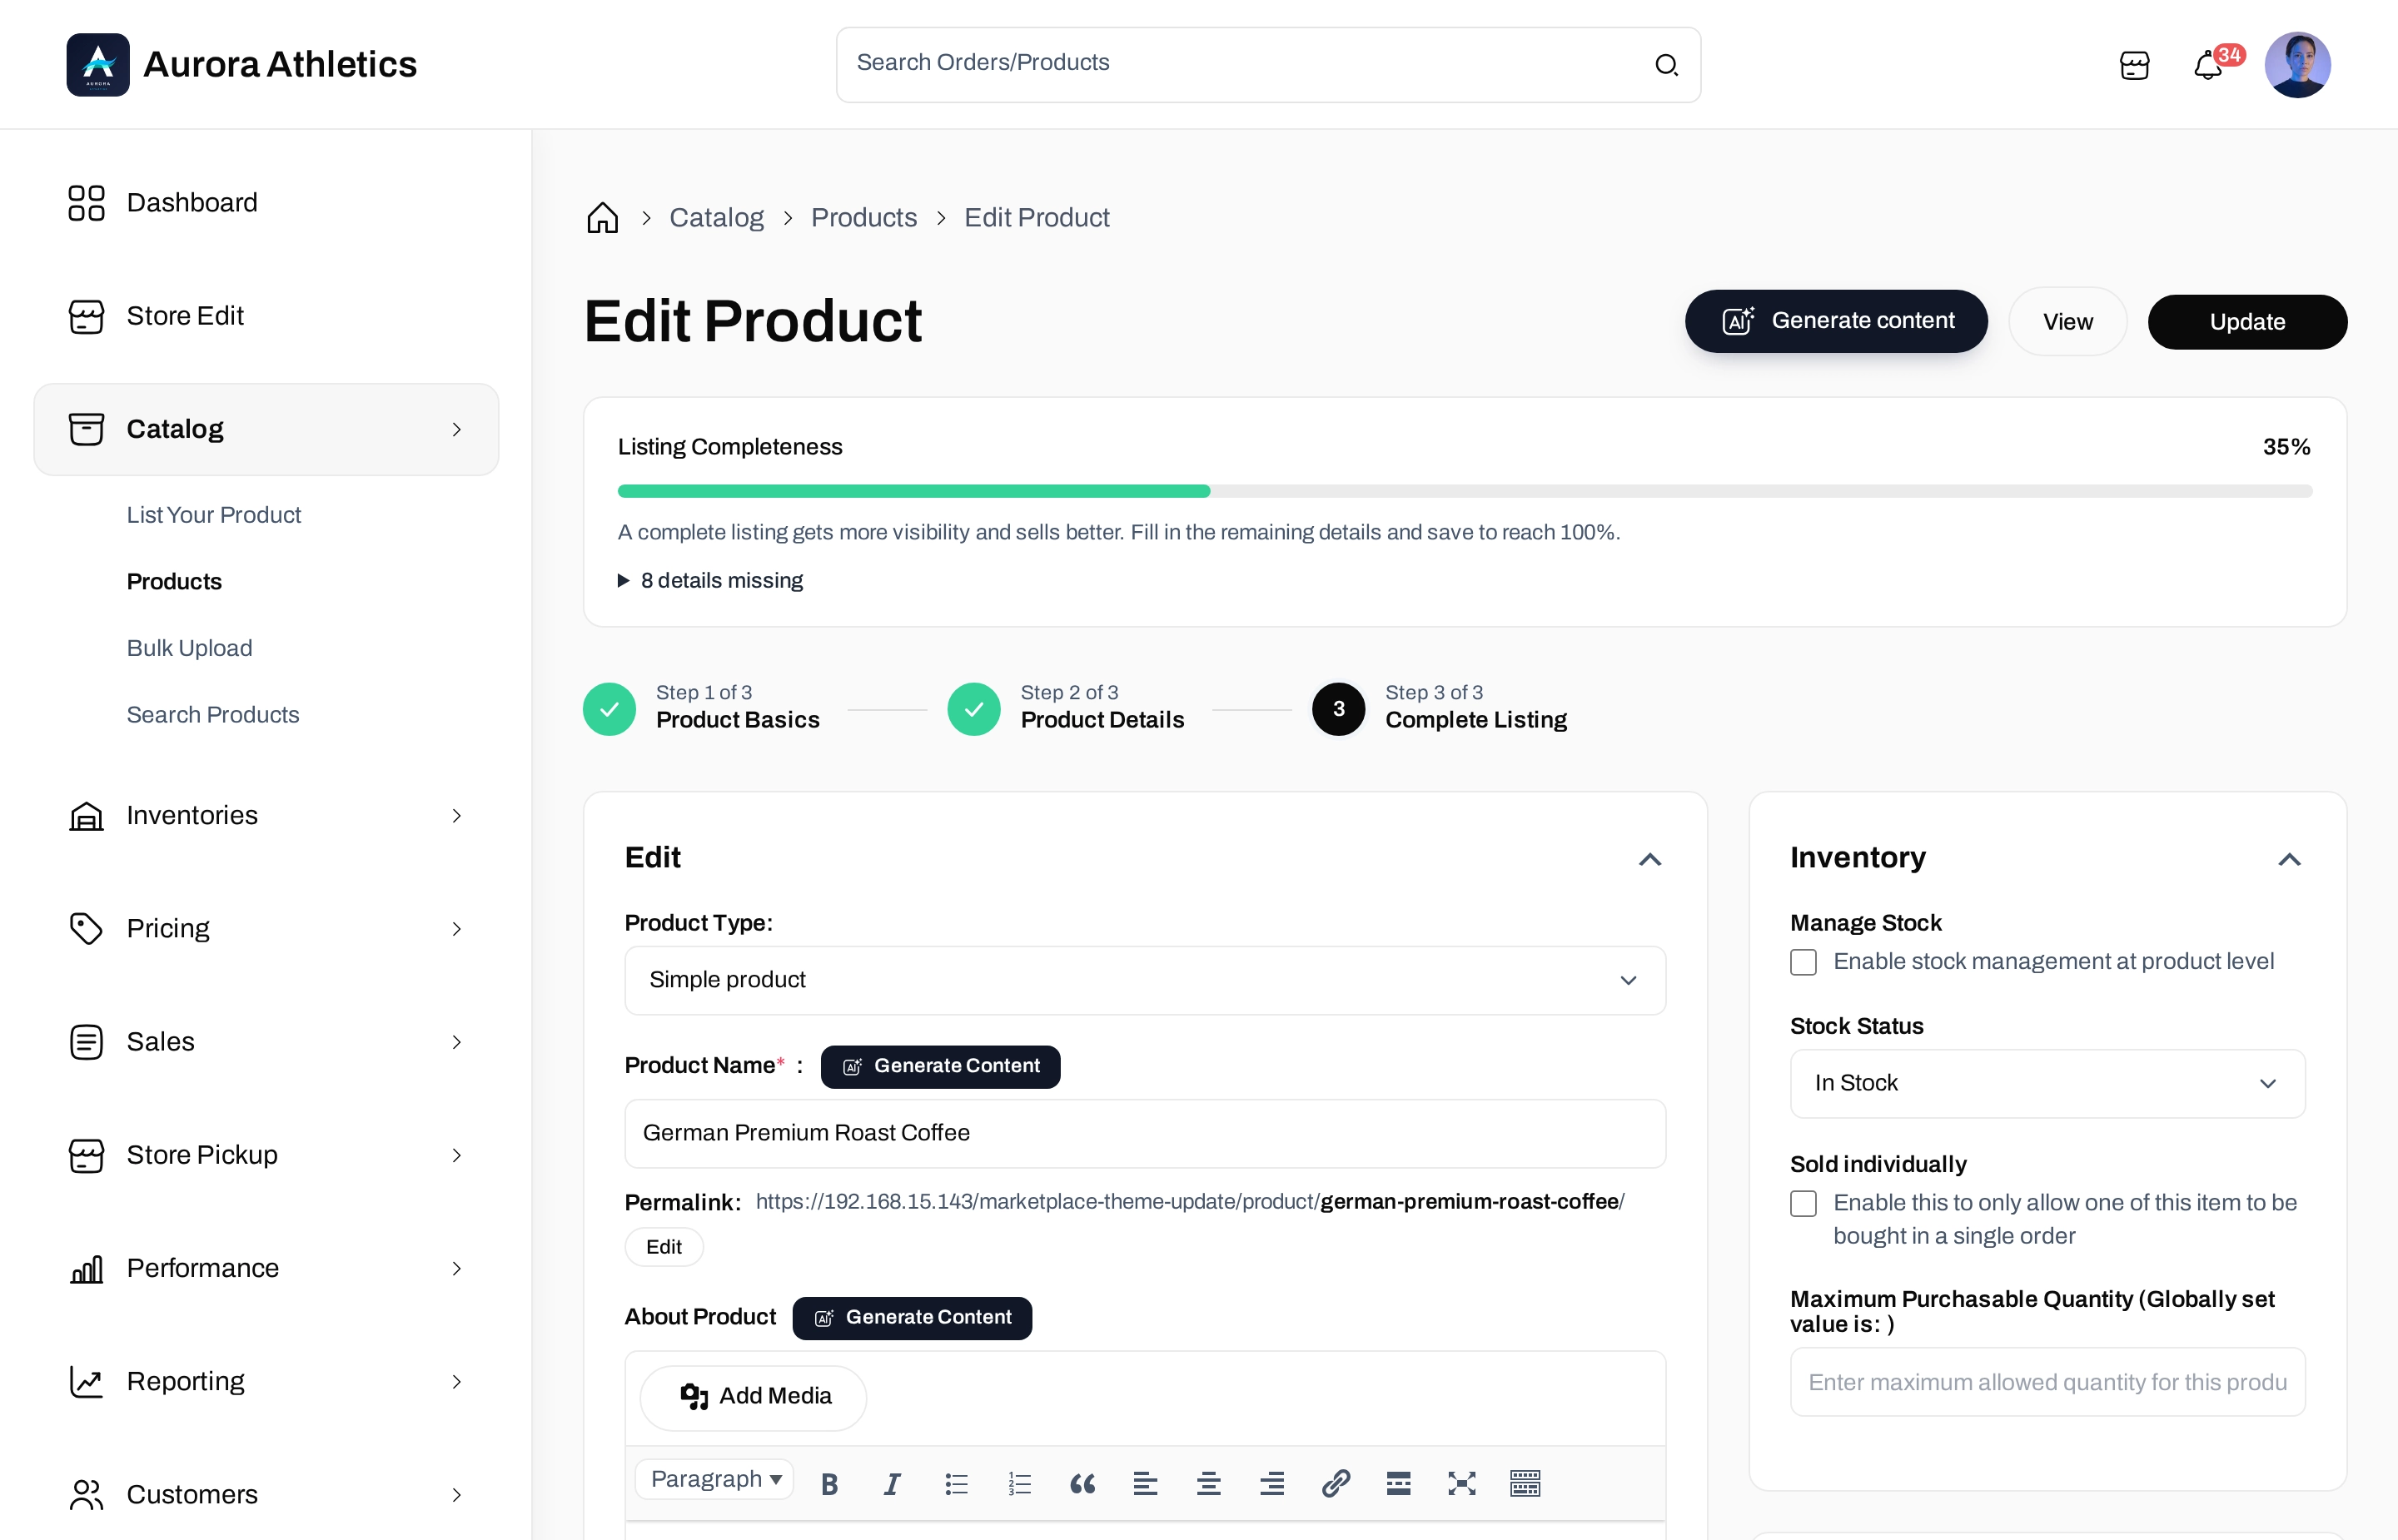 Aurora Athletics
Search Orders/Products
34
AURORA
Dashboard
Store Edit
Catalog
List Your Product
Products
Bulk Upload
Search Products
Inventories
Pricing
Sales
Store Pickup
Performance
Reporting
Customers
Catalog
Products
Edit Product
Edit Product
AI Generate content
View
Update
Listing Completeness
35%
A complete listing gets more visibility and sells better. Fill in the remaining details and save to reach 100%.
8 details missing
Step 1 of 3
Product Basics
Step 2 of 3
Product Details
3
Step 3 of 3
Complete Listing
Edit
Product Type:
Simple product
Product Name* :
AI Generate Content
German Premium Roast Coffee
Permalink: https://192.168.15.143/marketplace-theme-update/product/german-premium-roast-coffee/
Edit
About Product
AI Generate Content
Add Media
Paragraph
B
I
Inventory
Manage Stock
Enable stock management at product level
Stock Status
In Stock
Sold individually
Enable this to only allow one of this item to be
bought in a single order
Maximum Purchasable Quantity (Globally set
value is: )
Enter maximum allowed quantity for this produ